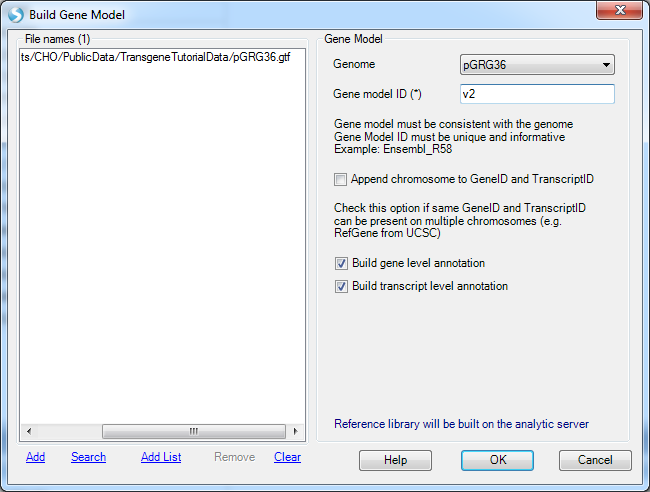 Build Gene Model
File names (1)
ts/CHO/PublicData/TransgeneTutorialData/pGRG36.gtf
Add
Search
Add List
Remove
Clear
Gene Model
Genome
pGRG36
Gene model ID (*)
v2
Gene model must be consistent with the genome
Gene Model ID must be unique and informative
Example: Ensembl_R58
Append chromosome to GeneID and TranscriptID
Check this option if same GeneID and TranscriptID
can be present on multiple chromosomes (e.g.
RefGene from UCSC)
Build gene level annotation
Build transcript level annotation
Reference library will be built on the analytic server
Help
OK
Cancel